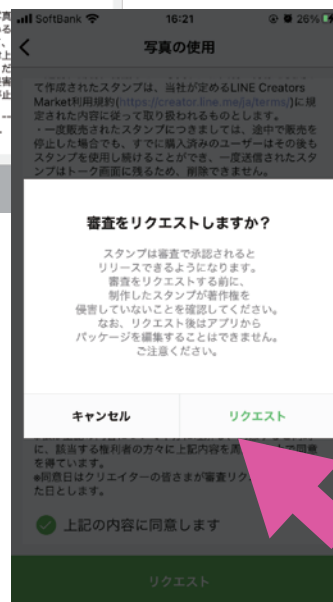 SoftBank 16:21 26%
写真の使用
て作成されたスタンプは、当社が定めるLINE Creators
Market利用規約(https://creator.line.me/ja/terms/)に規
定された内容に従って取り扱われるものとします。
・一度販売されたスタンプにつきましては、途中で販売を
停止した場合でも、すでに購入済みのユーザーはその後も
スタンプを使用し続けることができ、一度送信されたスタ
ンプはトーク画面に残るため、削除できません。
審査をリクエストしますか?
スタンプは審査で承認されると
リリースできるようになります。
審査をリクエストする前に、
制作したスタンプが著作権を
侵害していないことを確認してください。
なお、リクエスト後はアプリから
パッケージを編集することはできません。
ご注意ください。
キャンセル
リクエスト
に、該当する権利者の方々に上記内容を
を得ています。
※同意日はクリエイターの皆さまが審査リク
た日とします。
上記の内容に同意します
リクエスト